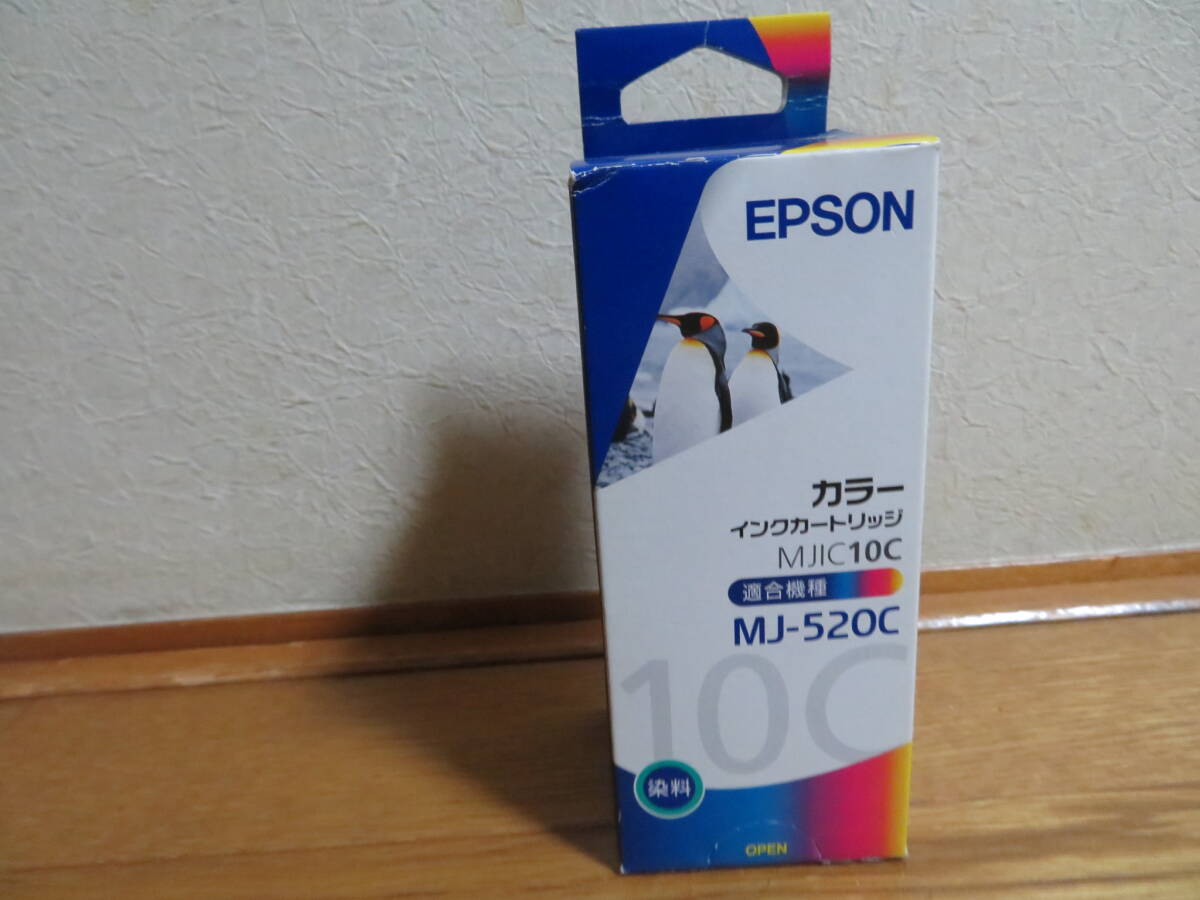 EPSON
カラー
インクカートリッジ
MJIC10C
適合機種
MJ-520C
10C
染料
OPEN